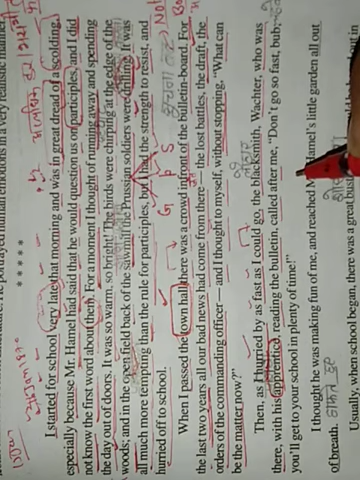 portrayed human emotions in a very realistic manner.
*****
I started for school very late that morning and was in great dread of a scolding,
especially because Mr. Hamel had said that he would question us on participles, and I did
not know the first word about them. For a moment I thought of running away and spending
the day out of doors. It was so warm, so bright! The birds were chirping at the edge of the
woods; and in the open field back of the sawmill the Prussian soldiers were drilling. It was
all much more tempting than the rule for participles, but I had the strength to resist, and
hurried off to school.
G P S
When I passed the town hall there was a crowd in front of the bulletin-board. For
the last two years all our bad news had come from there— the lost battles, the draft, the
orders of the commanding officer— and I thought to myself, without stopping, "What can
be the matter now?"
Then, as I hurried by as fast as I could go, the blacksmith, Wachter, who was
there, with his apprentice, reading the bulletin, called after me, "Don't go so fast, bub;
you'll get to your school in plenty of time!"
I thought he was making fun of me, and reached M Hamel's little garden all out
of breath.
Usually, when school began, there was a great